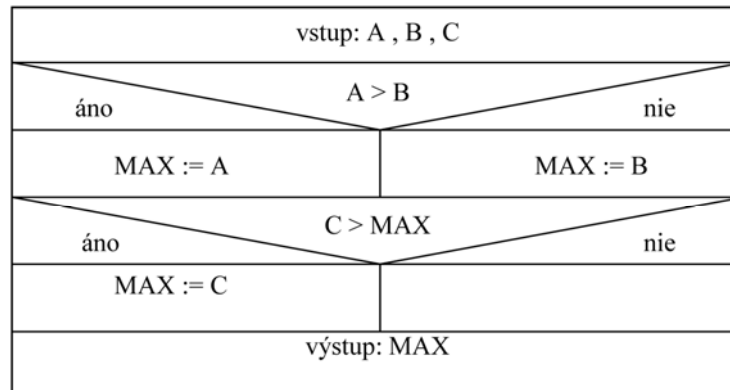 vstup: A , B , C
A > B
áno
nie
MAX := A
MAX := B
C > MAX
áno
nie
MAX := C
výstup: MAX